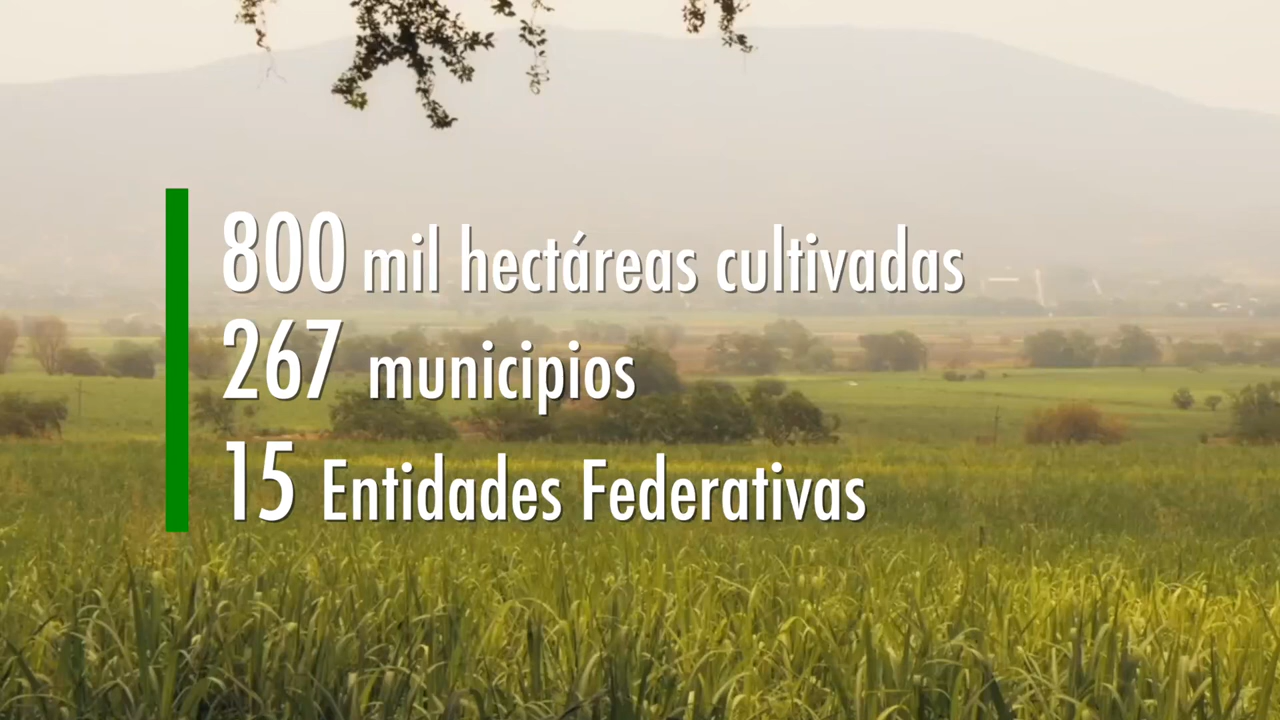 800 mil hectáreas cultivadas
267 municipios
15 Entidades Federativas